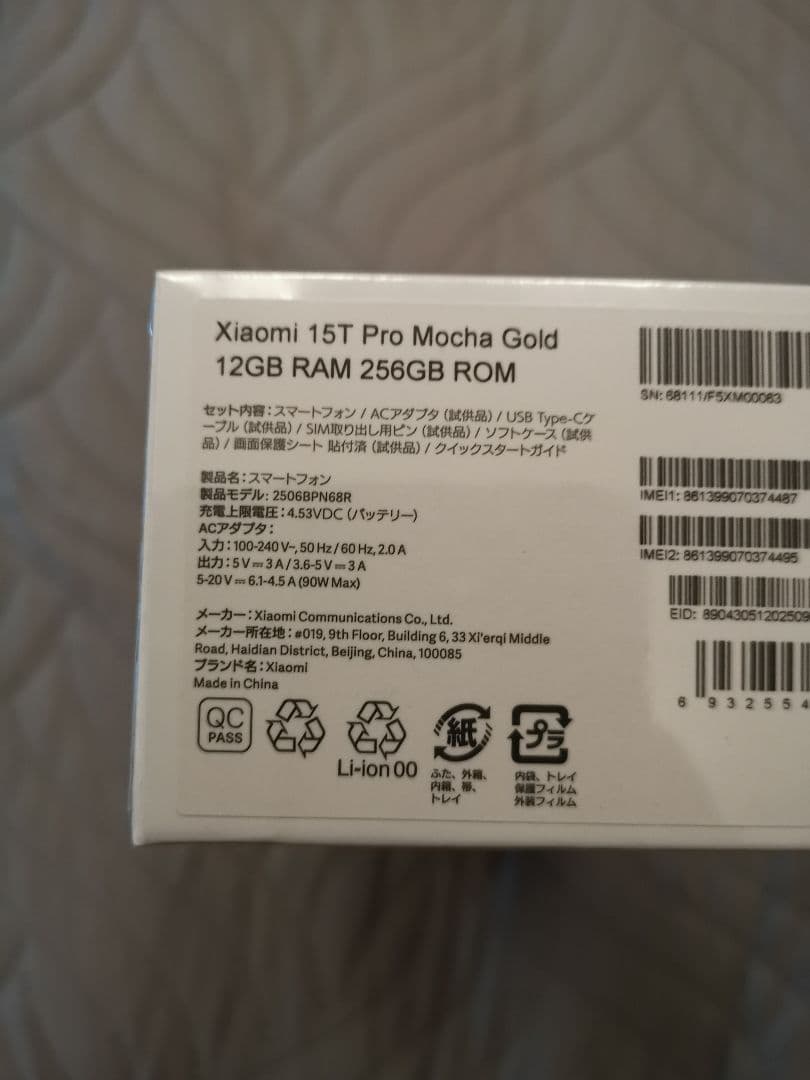 Xiaomi 15T Pro Mocha Gold
12GB RAM 256GB ROM
セット内容：スマートフォン / ACアダプタ（試供品）/ USB Type-Cケ
ーブル（試供品）/ SIM取り出し用ピン（試供品）/ ソフトケース（試供
品）/ 画面保護シート 貼付済（試供品）/ クイックスタートガイド
製品名：スマートフォン
製品モデル: 2506BPN68R
充電上限電圧：4.53VDC（バッテリー）
ACアダプタ：
入力：100-240 V~, 50 Hz / 60 Hz, 2.0 A
出力：5 V⎓3 A / 3.6-5 V⎓3 A
5-20 V⎓6.1-4.5 A (90W Max)
メーカー：Xiaomi Communications Co., Ltd.
メーカー所在地：#019, 9th Floor, Building 6, 33 Xi'erqi Middle
Road, Haidian District, Beijing, China, 100085
ブランド名：Xiaomi
Made in China
QC
PASS
Li-ion 00
紙
ふた、外箱、
内箱、帯、
トレイ
プラ
内袋、トレイ
保護フィルム
外装フィルム
SN: 68111/F5XM00083
IMEI1: 861399070374487
IMEI2: 861399070374495
EID: 89043051202509
6 932554